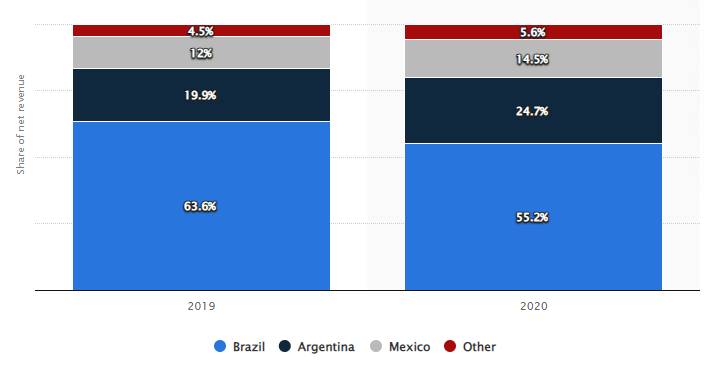 Share of net revenue
4.5%
12%
19.9%
63.6%
5.6%
14.5%
24.7%
55.2%
2019
2020
Brazil
Argentina
Mexico
Other